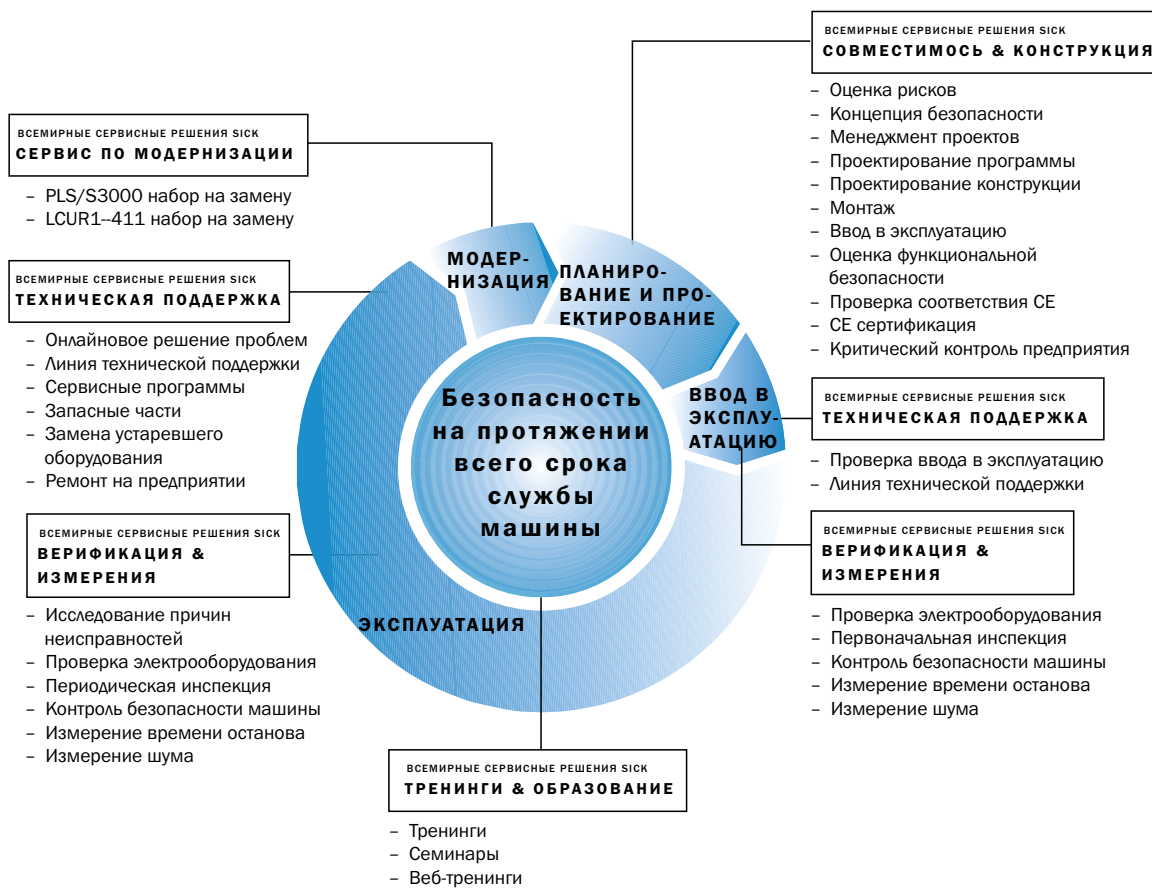 ВСЕМИРНЫЕ СЕРВИСНЫЕ РЕШЕНИЯ SICK
СОВМЕСТИМОСЬ & КОНСТРУКЦИЯ
– Оценка рисков
– Концепция безопасности
– Менеджмент проектов
– Проектирование программы
– Проектирование конструкции
– Монтаж
– Ввод в эксплуатацию
– Оценка функциональной
безопасности
– Проверка соответствия CE
– CE сертификация
– Критический контроль предприятия
ВСЕМИРНЫЕ СЕРВИСНЫЕ РЕШЕНИЯ SICK
СЕРВИС ПО МОДЕРНИЗАЦИИ
– PLS/S3000 набор на замену
– LCUR1--411 набор на замену
ВСЕМИРНЫЕ СЕРВИСНЫЕ РЕШЕНИЯ SICK
ТЕХНИЧЕСКАЯ ПОДДЕРЖКА
– Онлайновое решение проблем
– Линия технической поддержки
– Сервисные программы
– Запасные части
– Замена устаревшего
оборудования
– Ремонт на предприятии
МОДЕР-
НИЗАЦИЯ
ПЛАНИРО-
ВАНИЕ И ПРО-
ЕКТИРОВАНИЕ
ВВОД В
ЭКСПЛУ-
АТАЦИЮ
Безопасность
на протяжении
всего срока
службы
машины
ЭКСПЛУАТАЦИЯ
ВСЕМИРНЫЕ СЕРВИСНЫЕ РЕШЕНИЯ SICK
ТЕХНИЧЕСКАЯ ПОДДЕРЖКА
– Проверка ввода в эксплуатацию
– Линия технической поддержки
ВСЕМИРНЫЕ СЕРВИСНЫЕ РЕШЕНИЯ SICK
ВЕРИФИКАЦИЯ &
ИЗМЕРЕНИЯ
– Исследование причин
неисправностей
– Проверка электрооборудования
– Периодическая инспекция
– Контроль безопасности машины
– Измерение времени останова
– Измерение шума
ВСЕМИРНЫЕ СЕРВИСНЫЕ РЕШЕНИЯ SICK
ВЕРИФИКАЦИЯ &
ИЗМЕРЕНИЯ
– Проверка электрооборудования
– Первоначальная инспекция
– Контроль безопасности машины
– Измерение времени останова
– Измерение шума
ВСЕМИРНЫЕ СЕРВИСНЫЕ РЕШЕНИЯ SICK
ТРЕНИНГИ & ОБРАЗОВАНИЕ
– Тренинги
– Семинары
– Веб-тренинги